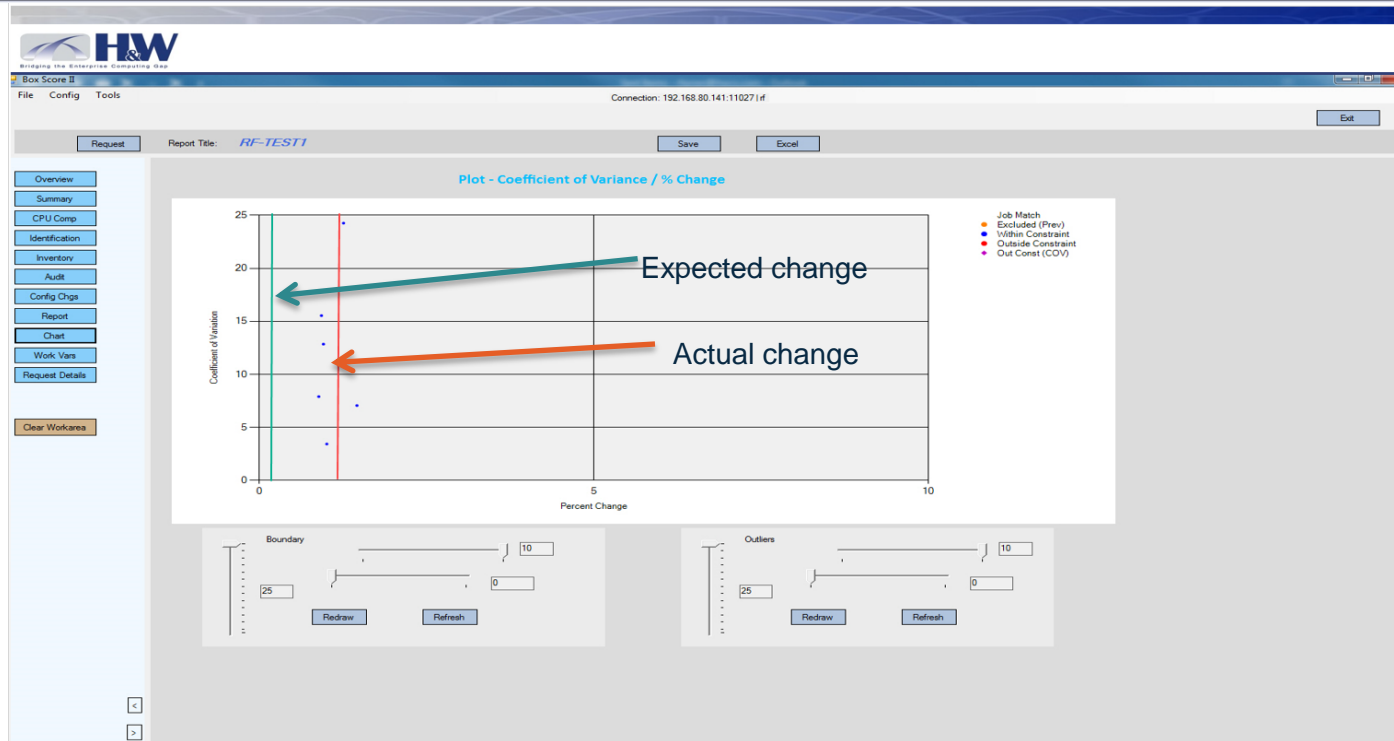 H&W
Bridging the Enterprise Computing Gap
Box Score II
File Config Tools
Connection: 192.168.80.141:11027 | rf
Exit
Request
Report Title: RF-TEST1
Save
Excel
Overview
Summary
CPU Comp
Identification
Inventory
Audit
Config Chgs
Report
Chart
Work Vars
Request Details
Clear Workarea
<
>
Plot - Coefficient of Variance / % Change
25
20
15
10
5
0
Coefficient of Variation
0 5 10
Percent Change
Expected change
Actual change
Job Match
Excluded (Prev)
Within Constraint
Outside Constraint
Out Const (COV)
Boundary
10
25
0
Redraw Refresh
Outliers
10
25
0
Redraw Refresh